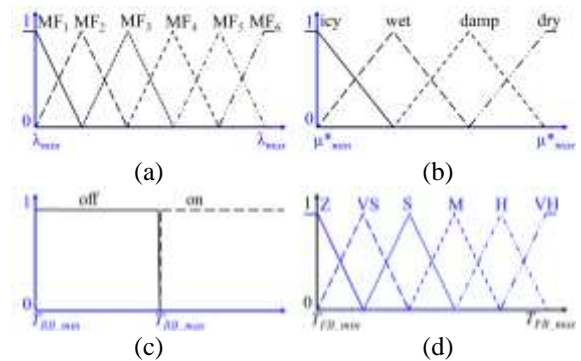 1 MF₁ MF₂ MF₃ MF₄ MF₅ MF₆
0
λmin λmax
(a)
1 icy wet damp dry
0
μ*min μ*max
(b)
1 off on
0
TRB_min TRB_max
(c)
1 Z VS S M H VH
0
TFB_min TFB_max
(d)